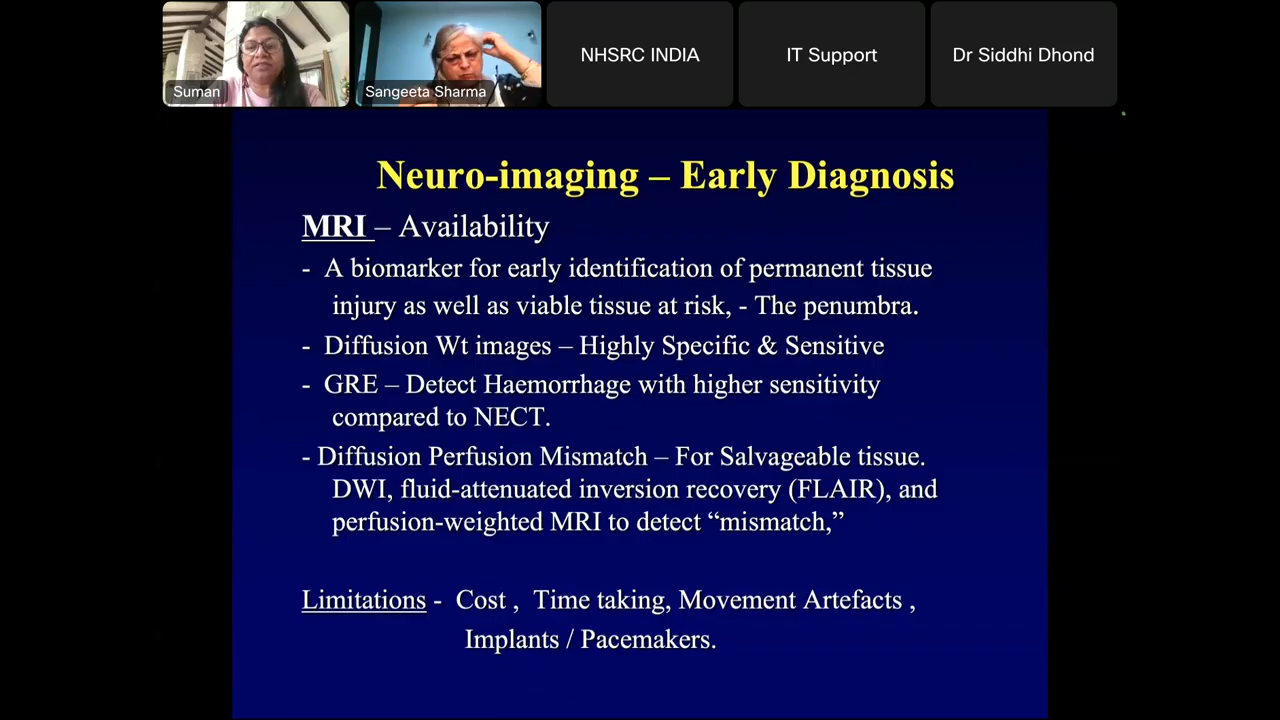 Suman
Sangeeta Sharma
NHSRC INDIA
IT Support
Dr Siddhi Dhond
Neuro-imaging – Early Diagnosis
MRI – Availability
- A biomarker for early identification of permanent tissue
injury as well as viable tissue at risk, - The penumbra.
- Diffusion Wt images – Highly Specific & Sensitive
- GRE – Detect Haemorrhage with higher sensitivity
compared to NECT.
- Diffusion Perfusion Mismatch – For Salvageable tissue.
DWI, fluid-attenuated inversion recovery (FLAIR), and
perfusion-weighted MRI to detect “mismatch,”
Limitations - Cost , Time taking, Movement Artefacts ,
Implants / Pacemakers.